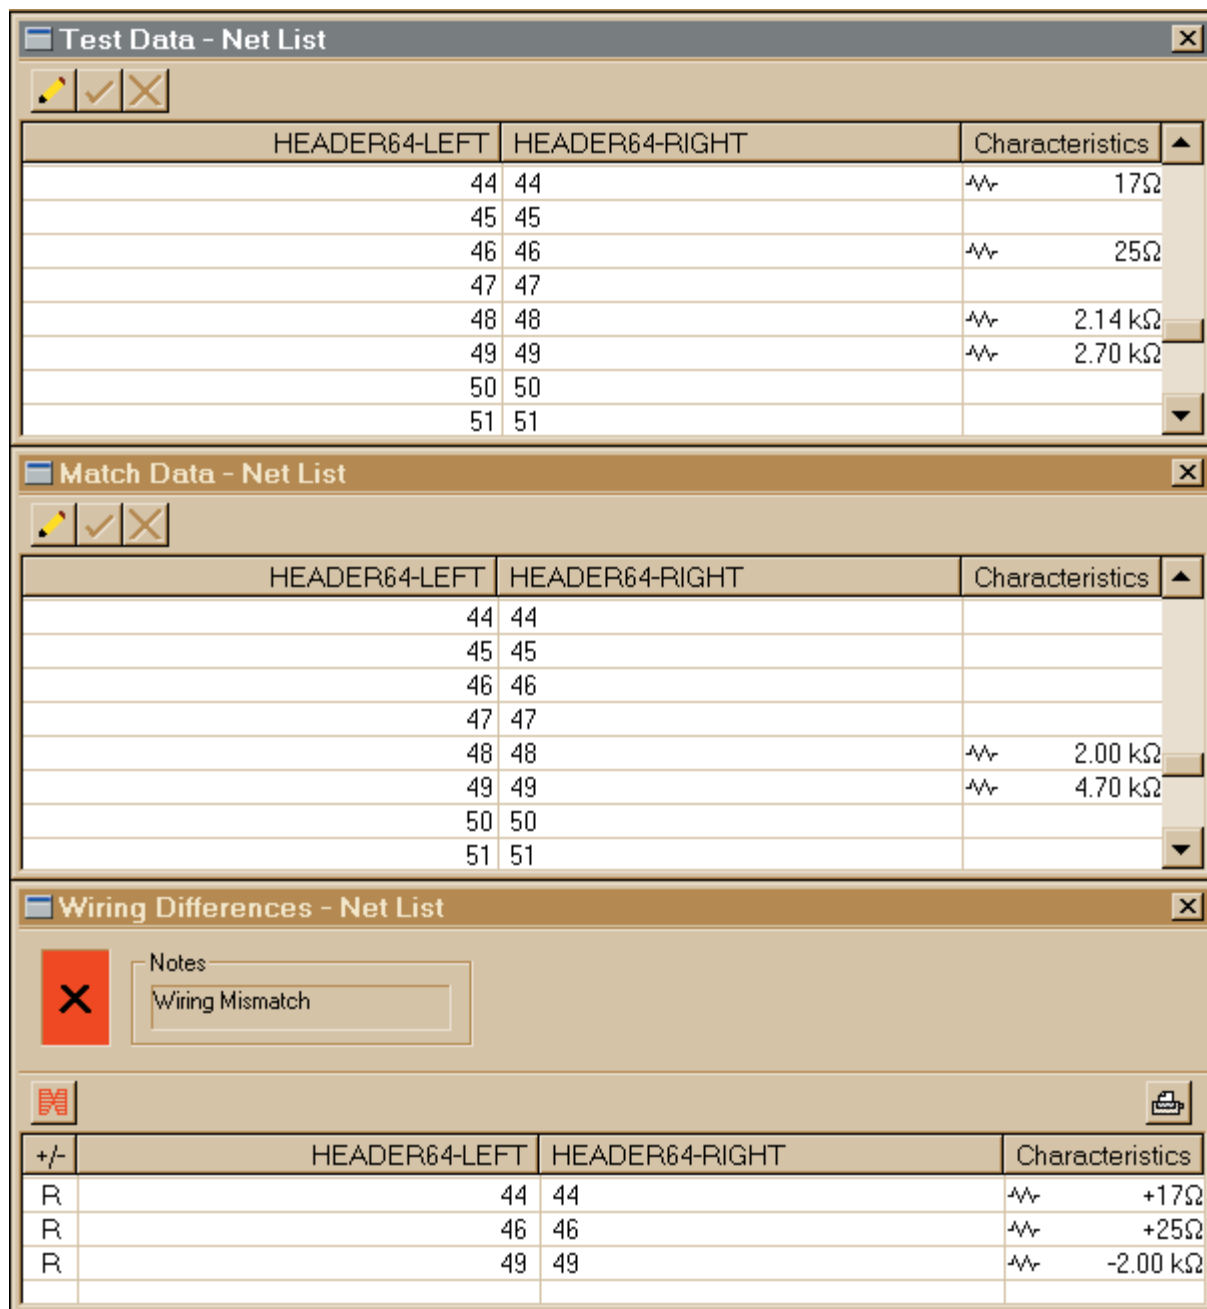 Test Data - Net List
HEADER64-LEFT HEADER64-RIGHT Characteristics
44 44 17Ω
45 45
46 46 25Ω
47 47
48 48 2.14 kΩ
49 49 2.70 kΩ
50 50
51 51
Match Data - Net List
HEADER64-LEFT HEADER64-RIGHT Characteristics
44 44
45 45
46 46
47 47
48 48 2.00 kΩ
49 49 4.70 kΩ
50 50
51 51
Wiring Differences - Net List
Notes
Wiring Mismatch
+/- HEADER64-LEFT HEADER64-RIGHT Characteristics
R 44 44 +17Ω
R 46 46 +25Ω
R 49 49 -2.00 kΩ